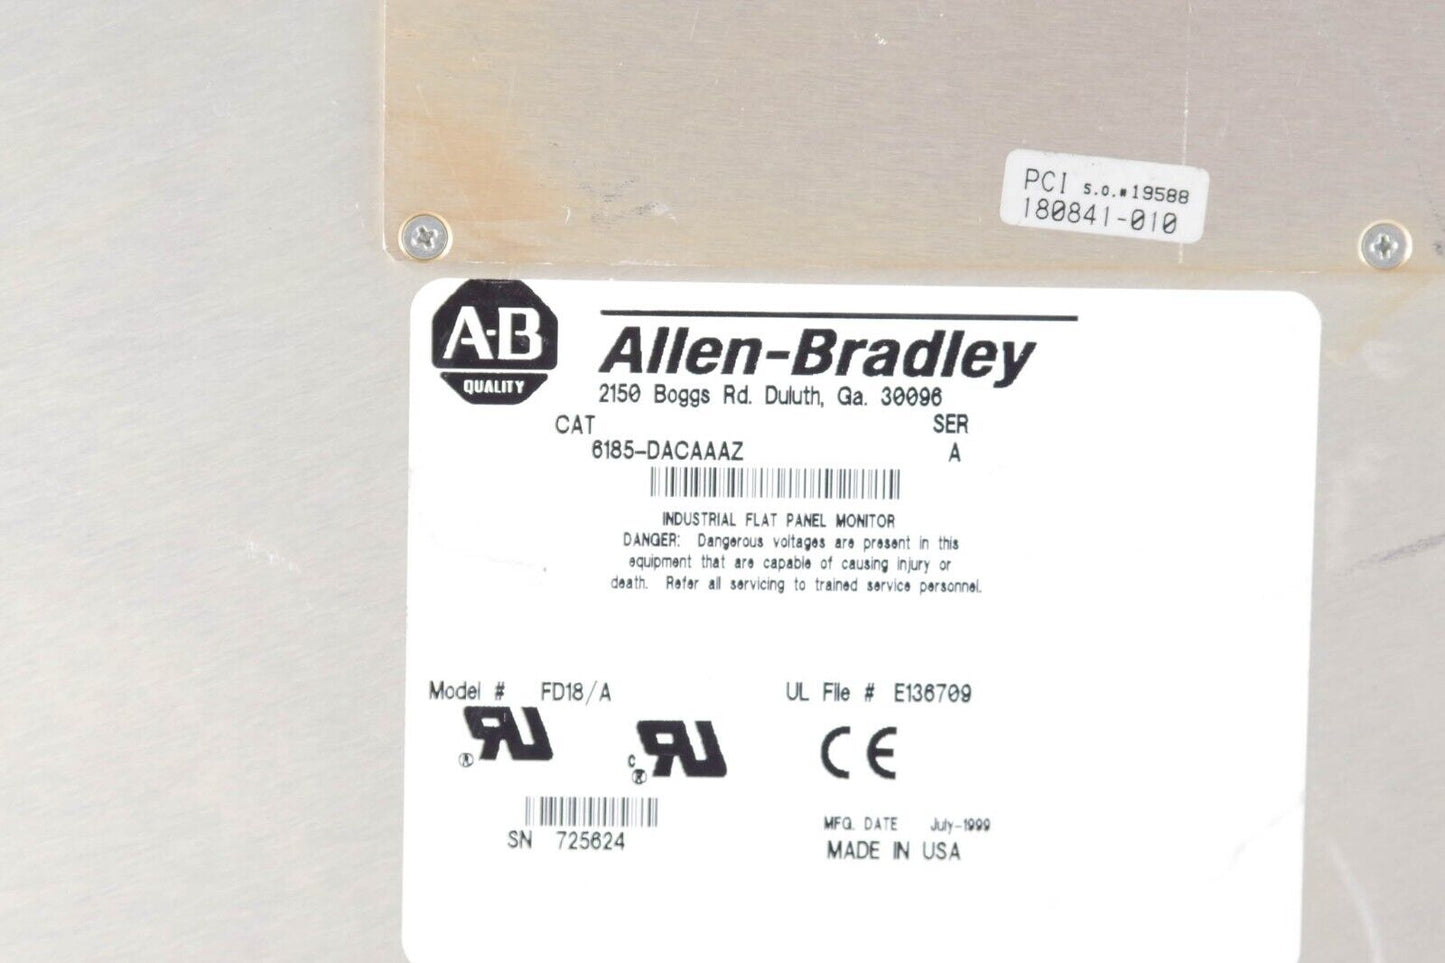 PCI S.O.#19588
180841-010
A-B
QUALITY
Allen-Bradley
2150 Boggs Rd. Duluth, Ga. 30096
CAT SER
6185-DACAAAZ A
INDUSTRIAL FLAT PANEL MONITOR
DANGER: Dangerous voltages are present in this
equipment that are capable of causing injury or
death. Refer all servicing to trained service personnel.
Model # FD18/A UL File # E136709
RU ® C RU ® CE
SN 725624
MFG. DATE July-1999
MADE IN USA